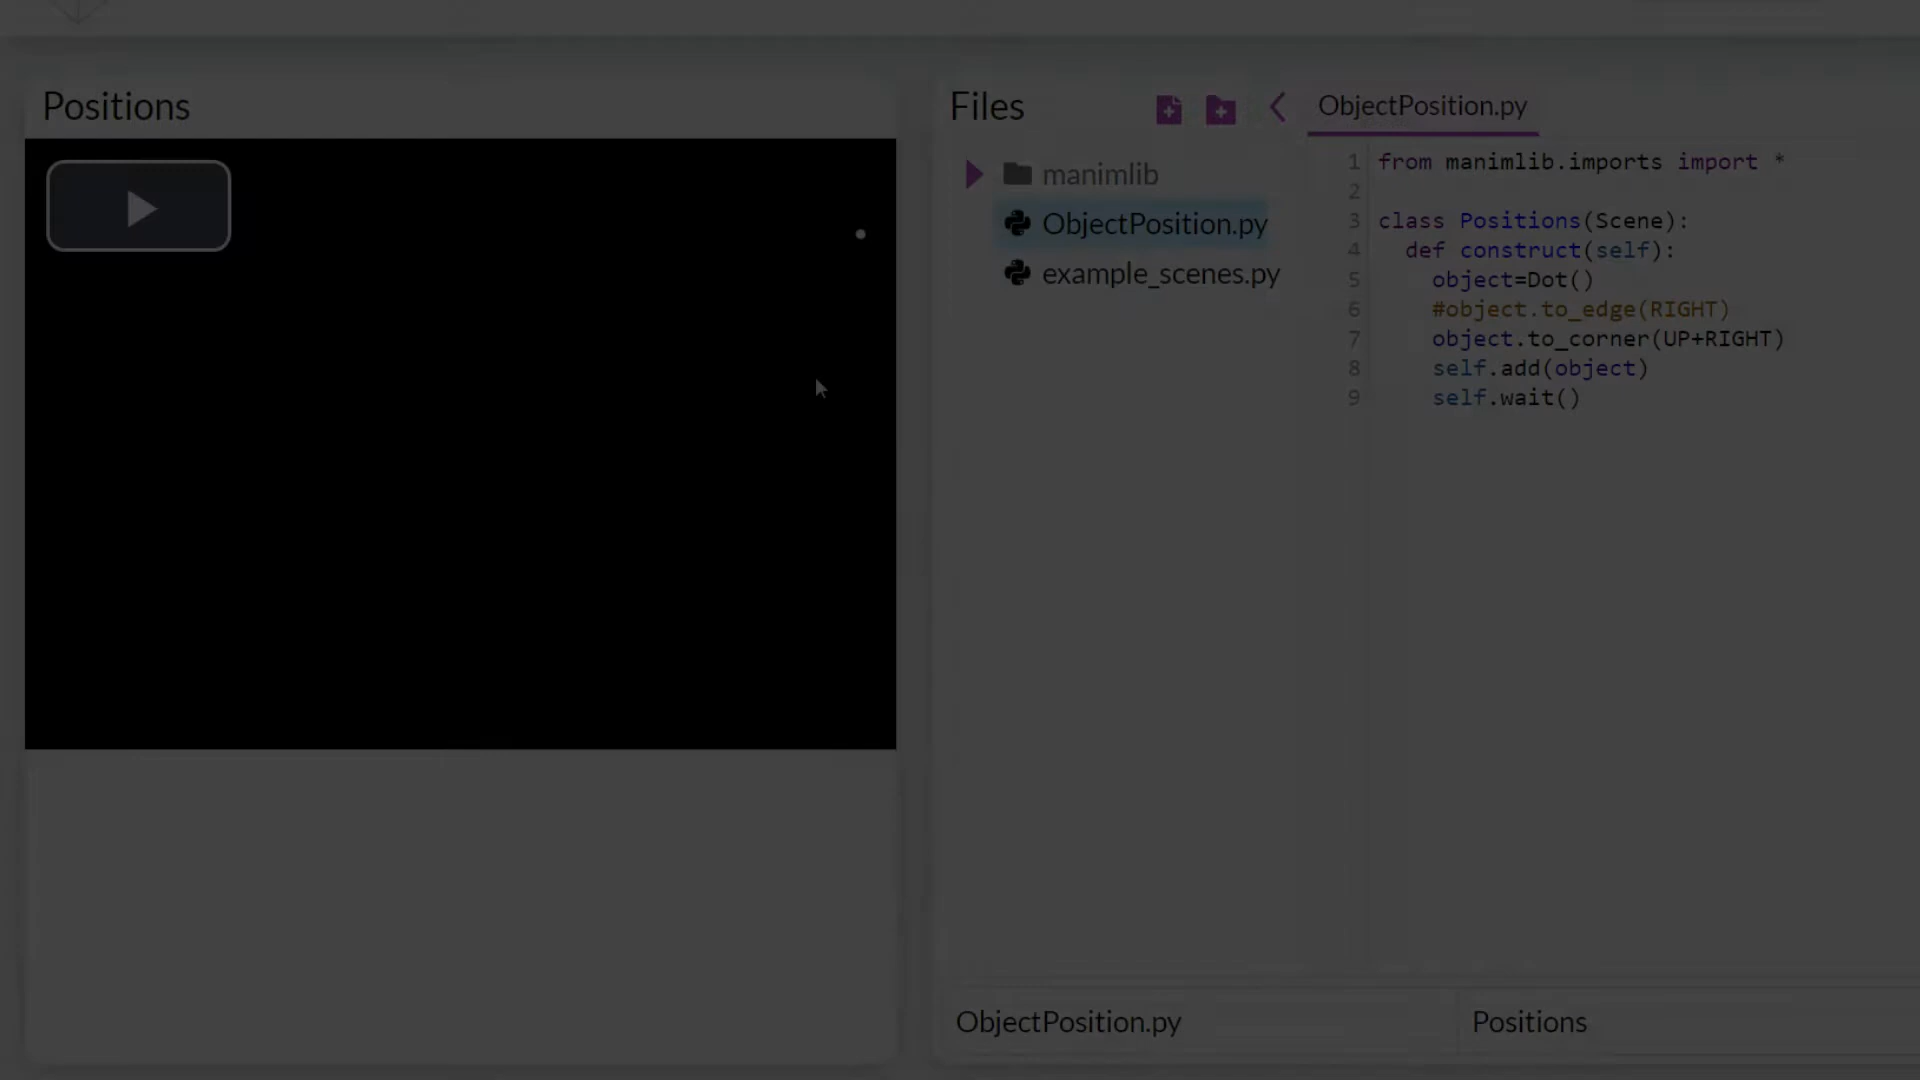 Positions
Files
ObjectPosition.py
manimlib
ObjectPosition.py
example_scenes.py
1 from manimlib.imports import *
2
3 class Positions(Scene):
4 def construct(self):
5 object=Dot()
6 #object.to_edge(RIGHT)
7 object.to_corner(UP+RIGHT)
8 self.add(object)
9 self.wait()
ObjectPosition.py
Positions